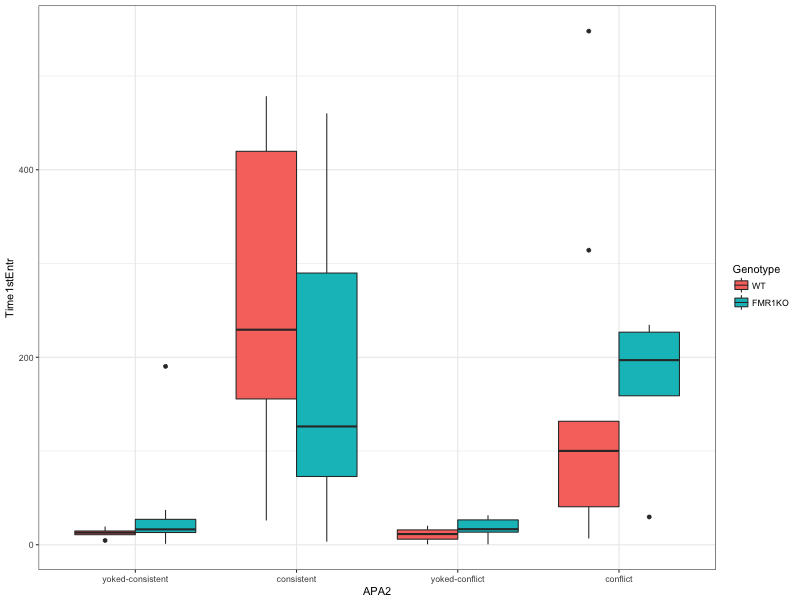 400
200
0
Time1stEntr
yoked-consistent consistent yoked-conflict conflict
APA2
Genotype
WT
FMR1KO